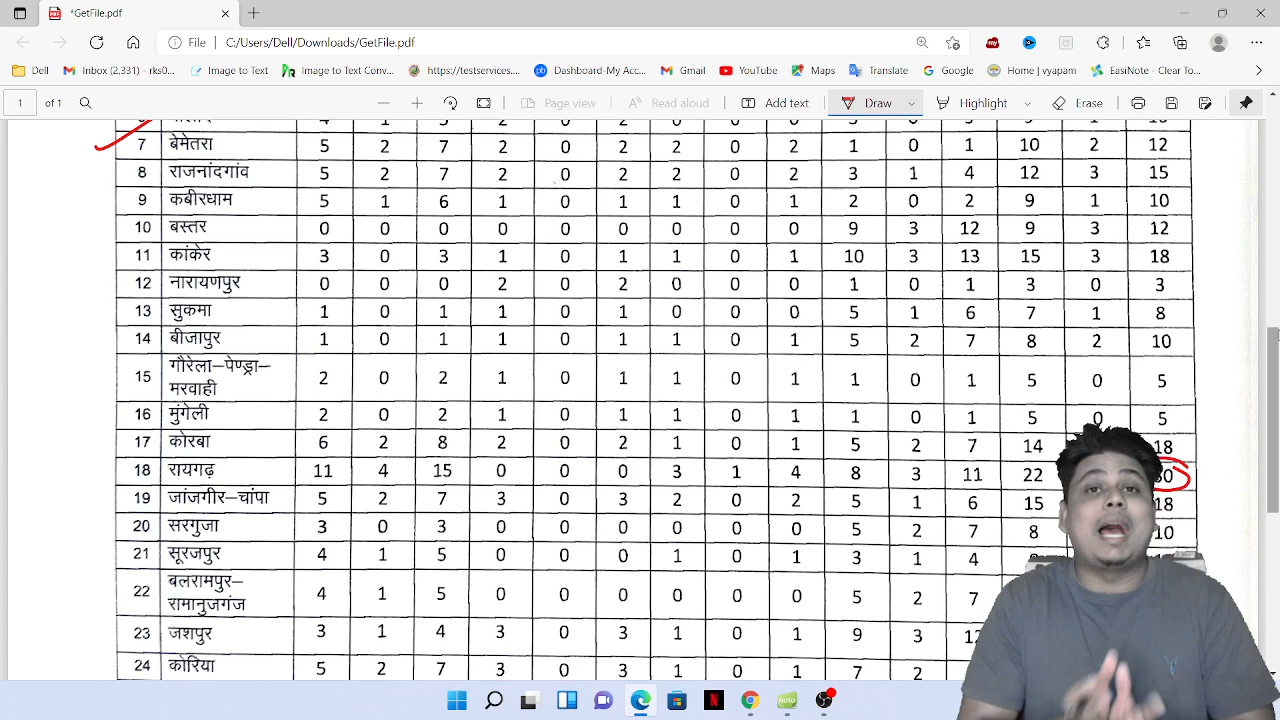 *GetFile.pdf
File C:/Users/Dell/Downloads/GetFile.pdf
Dell Inbox (2,331) - rks0... Image to Text Image to Text Conv... https://testservices.... Dashboard-My Acc... Gmail YouTube Maps Translate Google Home | vyapam EasiNote - Clear To...
1 of 1 Page view Read aloud Add text Draw Highlight Erase
7 बेमेतरा 5 2 7 2 0 2 2 0 2 1 0 1 10 2 12
8 राजनांदगांव 5 2 7 2 0 2 2 0 2 3 1 4 12 3 15
9 कबीरधाम 5 1 6 1 0 1 1 0 1 2 0 2 9 1 10
10 बस्तर 0 0 0 0 0 0 0 0 0 9 3 12 9 3 12
11 कांकेर 3 0 3 1 0 1 1 0 1 10 3 13 15 3 18
12 नारायणपुर 0 0 0 2 0 2 0 0 0 1 0 1 3 0 3
13 सुकमा 1 0 1 1 0 1 0 0 0 5 1 6 7 1 8
14 बीजापुर 1 0 1 1 0 1 1 0 1 5 2 7 8 2 10
15 गौरेला–पेण्ड्रा–
मरवाही 2 0 2 1 0 1 1 0 1 1 0 1 5 0 5
16 मुंगेली 2 0 2 1 0 1 1 0 1 1 0 1 5 0 5
17 कोरबा 6 2 8 2 0 2 1 0 1 5 2 7 14 18
18 रायगढ़ 11 4 15 0 0 0 3 1 4 8 3 11 22
19 जांजगीर–चांपा 5 2 7 3 0 3 2 0 2 5 1 6 15 18
20 सरगुजा 3 0 3 0 0 0 0 0 0 5 2 7 8 10
21 सूरजपुर 4 1 5 0 0 0 1 0 1 3 1 4
22 बलरामपुर–
रामानुजगंज 4 1 5 0 0 0 0 0 0 5 2 7
23 जशपुर 3 1 4 3 0 3 1 0 1 9 3
24 कोरिया 5 2 7 3 0 3 1 0 1 7 2